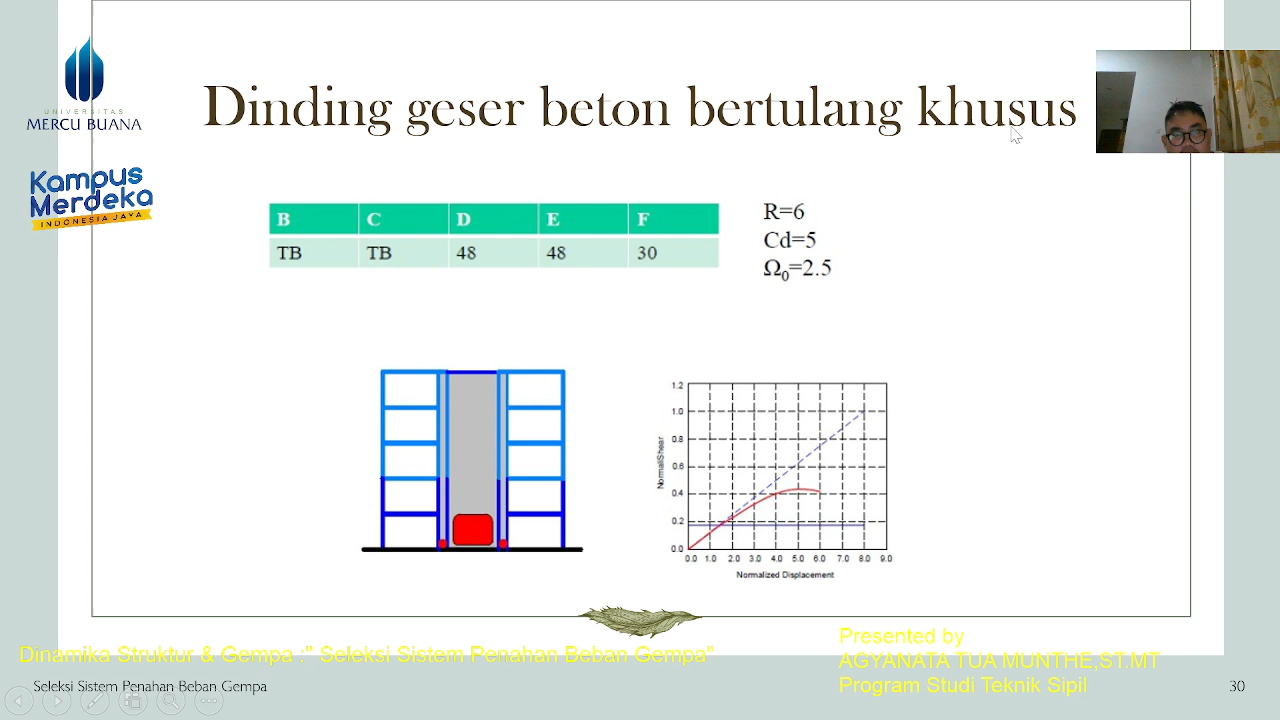 UNIVERSITAS
MERCU BUANA
Kampus
Merdeka
INDONESIA JAYA
Dinding geser beton bertulang khusus
B C D E F
TB TB 48 48 30
R=6
Cd=5
Ω0=2.5
NormalShear
1.2
1.0
0.8
0.6
0.4
0.2
0.0
0.0 1.0 2.0 3.0 4.0 5.0 6.0 7.0 8.0 9.0
Normalized Displacement
Dinamika Struktur & Gempa :" Seleksi Sistem Penahan Beban Gempa"
Presented by
AGYANATA TUA MUNTHE,ST.MT
Program Studi Teknik Sipil
Seleksi Sistem Penahan Beban Gempa
30